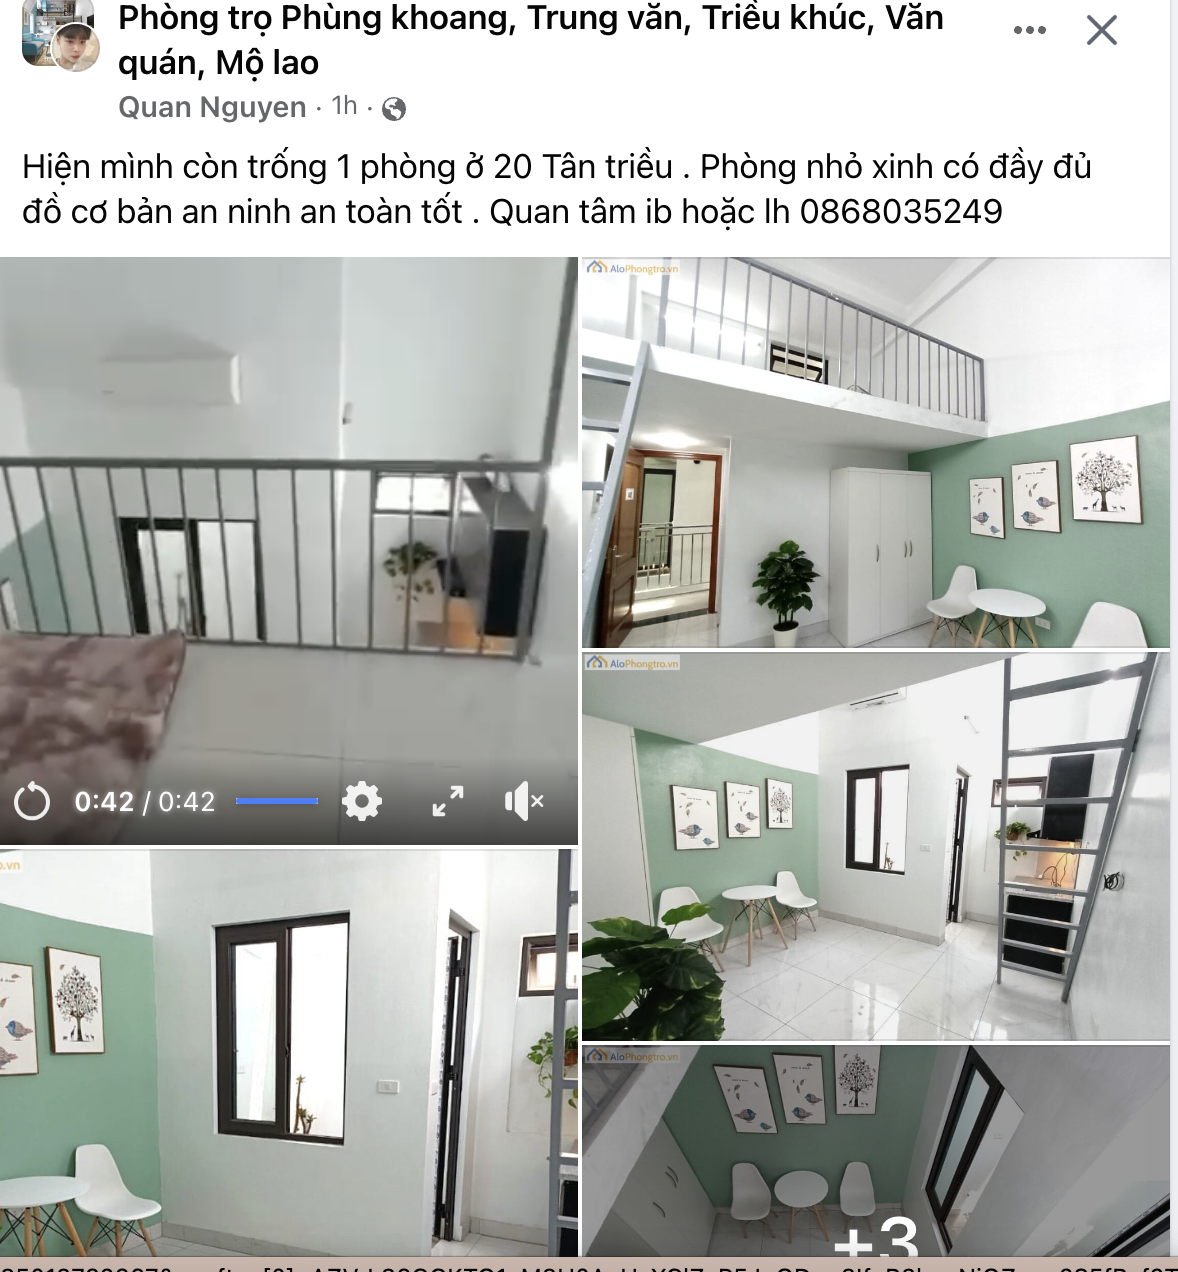 Phòng trọ Phùng khoang, Trung văn, Triều khúc, Văn
quán, Mộ lao
Quan Nguyen · 1h ·
Hiện mình còn trống 1 phòng ở 20 Tân triều . Phòng nhỏ xinh có đầy đủ
đồ cơ bản an ninh an toàn tốt . Quan tâm ib hoặc lh 0868035249
AloPhongtro.vn
0:42 / 0:42
AloPhongtro.vn
.vn
AloPhongtro.vn
+3